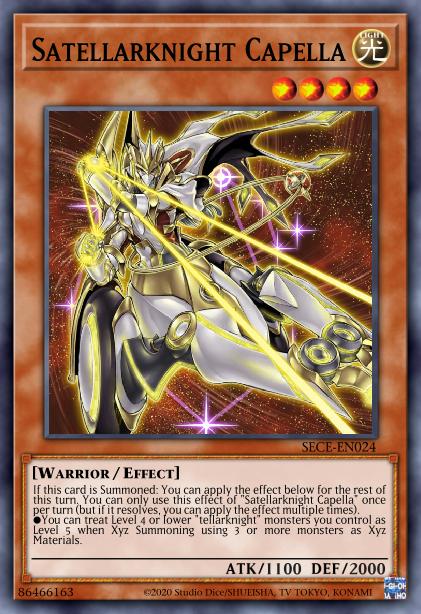 SATELLARKNIGHT CAPELLA
LIGHT
光
SECE-EN024
[WARRIOR / EFFECT]
If this card is Summoned: You can apply the effect below for the rest of
this turn. You can only use this effect of "Satellarknight Capella" once
per turn (but if it resolves, you can apply the effect multiple times).
●You can treat Level 4 or lower "tellarknight" monsters you control as
Level 5 when Xyz Summoning using 3 or more monsters as Xyz
Materials.
ATK/1100 DEF/2000
86466163
©2020 Studio Dice/SHUEISHA, TV TOKYO, KONAMI